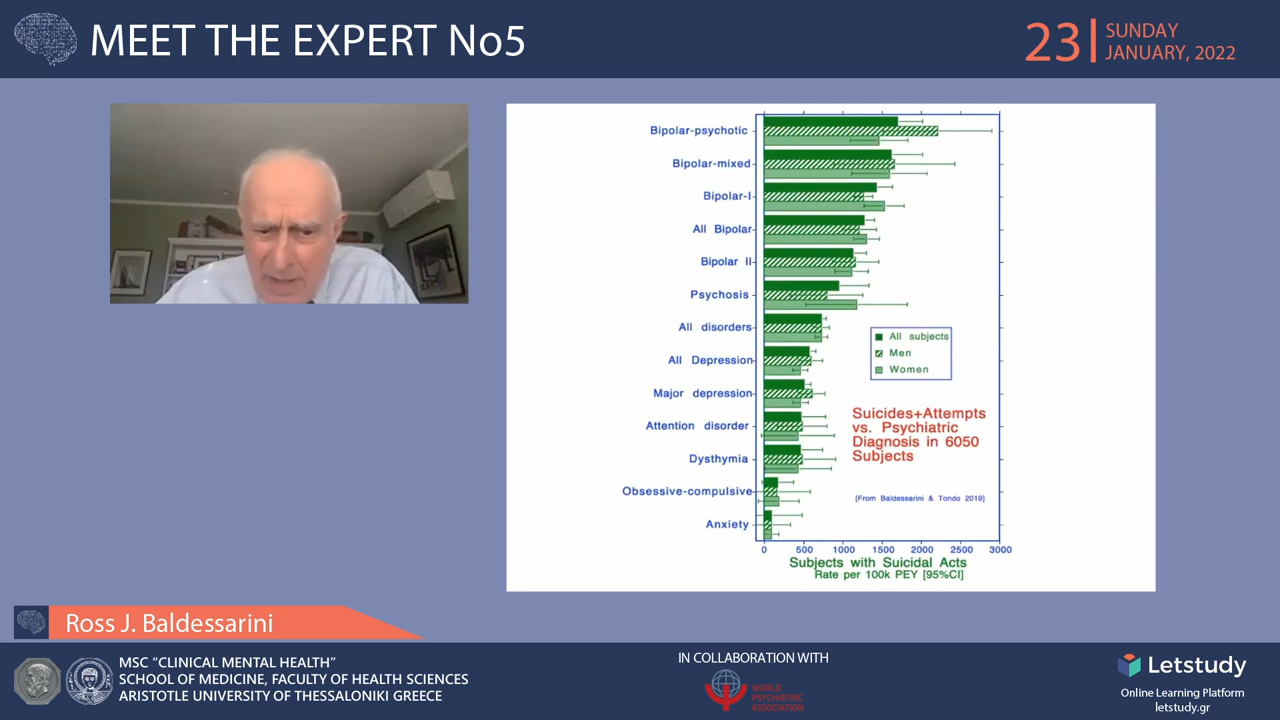 MEET THE EXPERT No5
23
SUNDAY
JANUARY, 2022
Bipolar-psychotic
Bipolar-mixed
Bipolar-I
All Bipolar
Bipolar II
Psychosis
All disorders
All Depression
Major depression
Attention disorder
Dysthymia
Obsessive-compulsive
Anxiety
All subjects
Men
Women
Suicides+Attempts
vs. Psychiatric
Diagnosis in 6050
Subjects
[From Baldessarini & Tondo 2019]
0 500 1000 1500 2000 2500 3000
Subjects with Suicidal Acts
Rate per 100k PEY [95%CI]
Ross J. Baldessarini
MSC “CLINICAL MENTAL HEALTH”
SCHOOL OF MEDICINE, FACULTY OF HEALTH SCIENCES
ARISTOTLE UNIVERSITY OF THESSALONIKI GREECE
IN COLLABORATION WITH
WORLD
PSYCHIATRIC
ASSOCIATION
Letstudy
Online Learning Platform
letstudy.gr